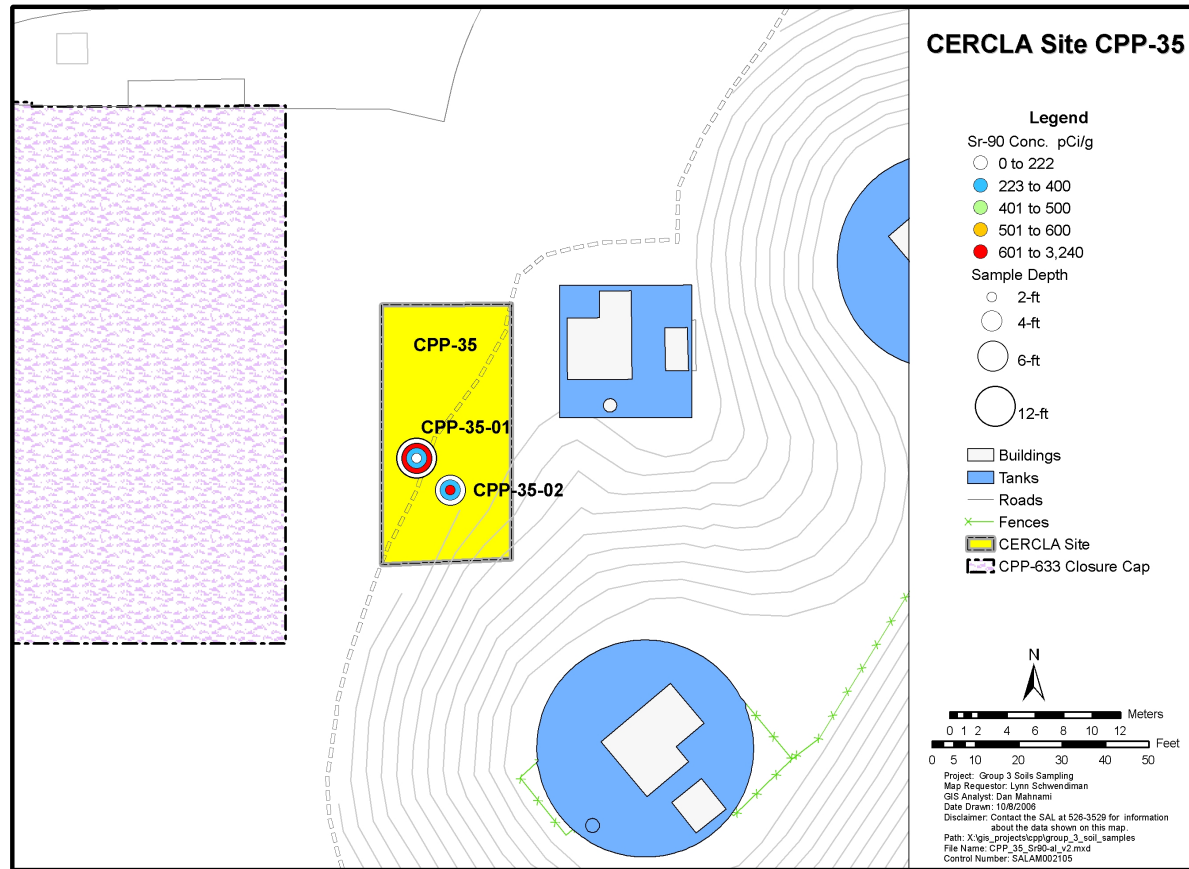 CERCLA Site CPP-35
Legend
Sr-90 Conc. pCi/g
0 to 222
223 to 400
401 to 500
501 to 600
601 to 3,240
Sample Depth
2-ft
4-ft
6-ft
12-ft
Buildings
Tanks
Roads
Fences
CERCLA Site
CPP-633 Closure Cap
CPP-35
CPP-35-01
CPP-35-02
N
Meters
0 1 2 4 6 8 10 12
Feet
0 5 10 20 30 40 50
Project: Group 3 Soils Sampling
Map Requestor: Lynn Schwendiman
GIS Analyst: Dan Mahnami
Date Drawn: 10/8/2006
Disclaimer: Contact the SAL at 526-3529 for information
about the data shown on this map.
Path: X:\gis_projects\cpp\group_3_soil_samples
File Name: CPP_35_Sr90-al_v2.mxd
Control Number: SALAM002105